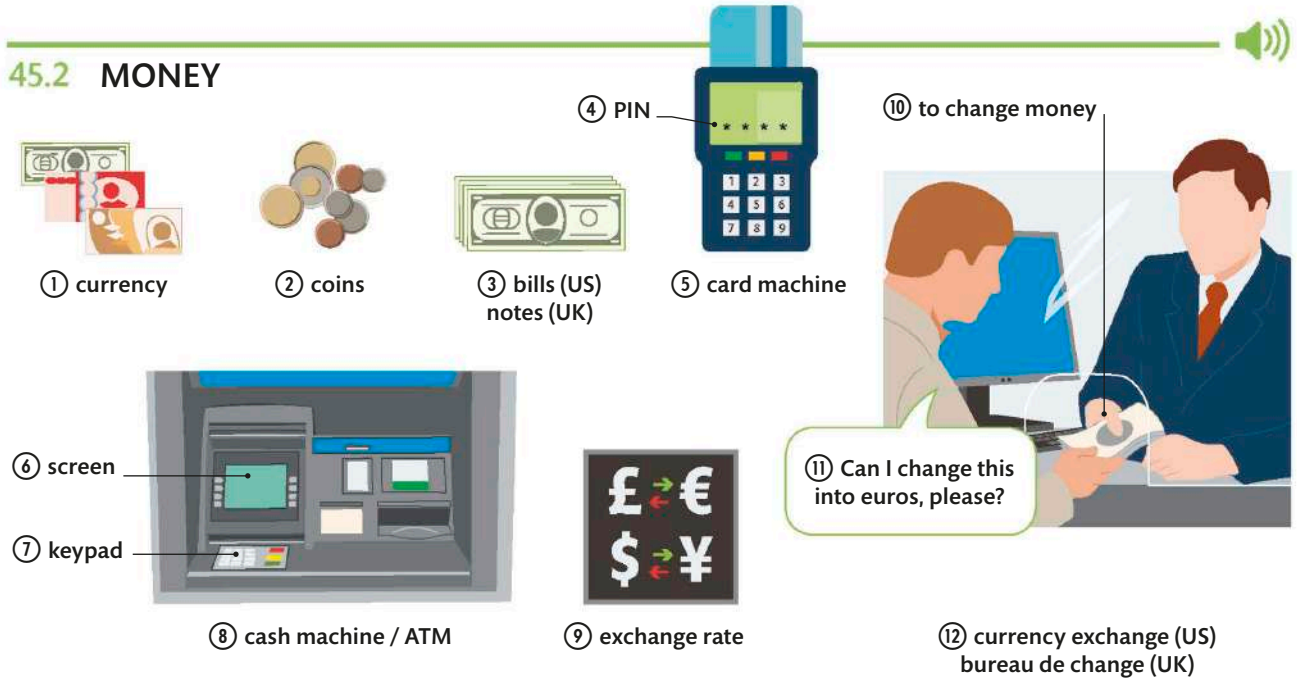 45.2 MONEY
④ PIN
* * * *
1 2 3
4 5 6
7 8 9
⑩ to change money
① currency
② coins
③ bills (US)
notes (UK)
⑤ card machine
⑥ screen
⑦ keypad
⑧ cash machine / ATM
£ ⇄ €
$ ⇄ ¥
⑨ exchange rate
⑪ Can I change this
into euros, please?
⑫ currency exchange (US)
bureau de change (UK)